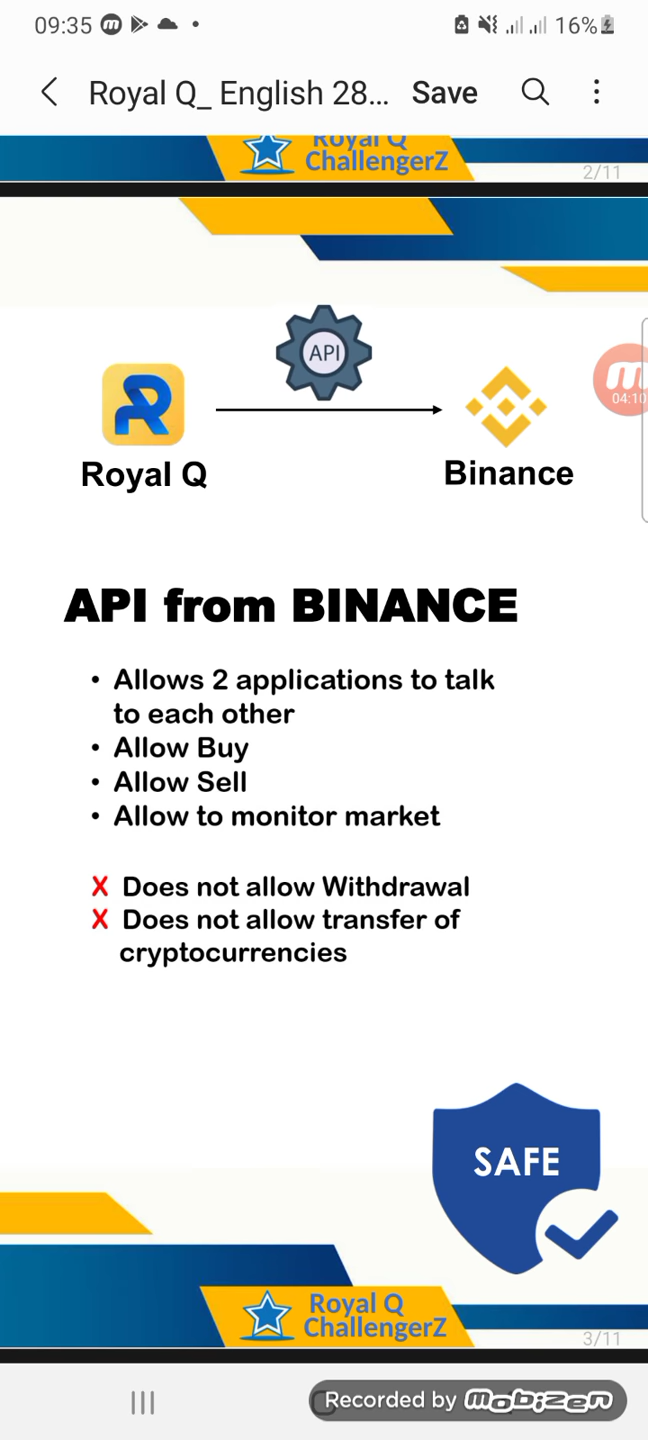 09:35
16%
Royal Q_ English 28... Save
Royal Q
ChallengerZ
2/11
API
04:10
Royal Q
Binance
API from BINANCE
• Allows 2 applications to talk
to each other
• Allow Buy
• Allow Sell
• Allow to monitor market
X Does not allow Withdrawal
X Does not allow transfer of
cryptocurrencies
SAFE
Royal Q
ChallengerZ
3/11
Recorded by mobizen